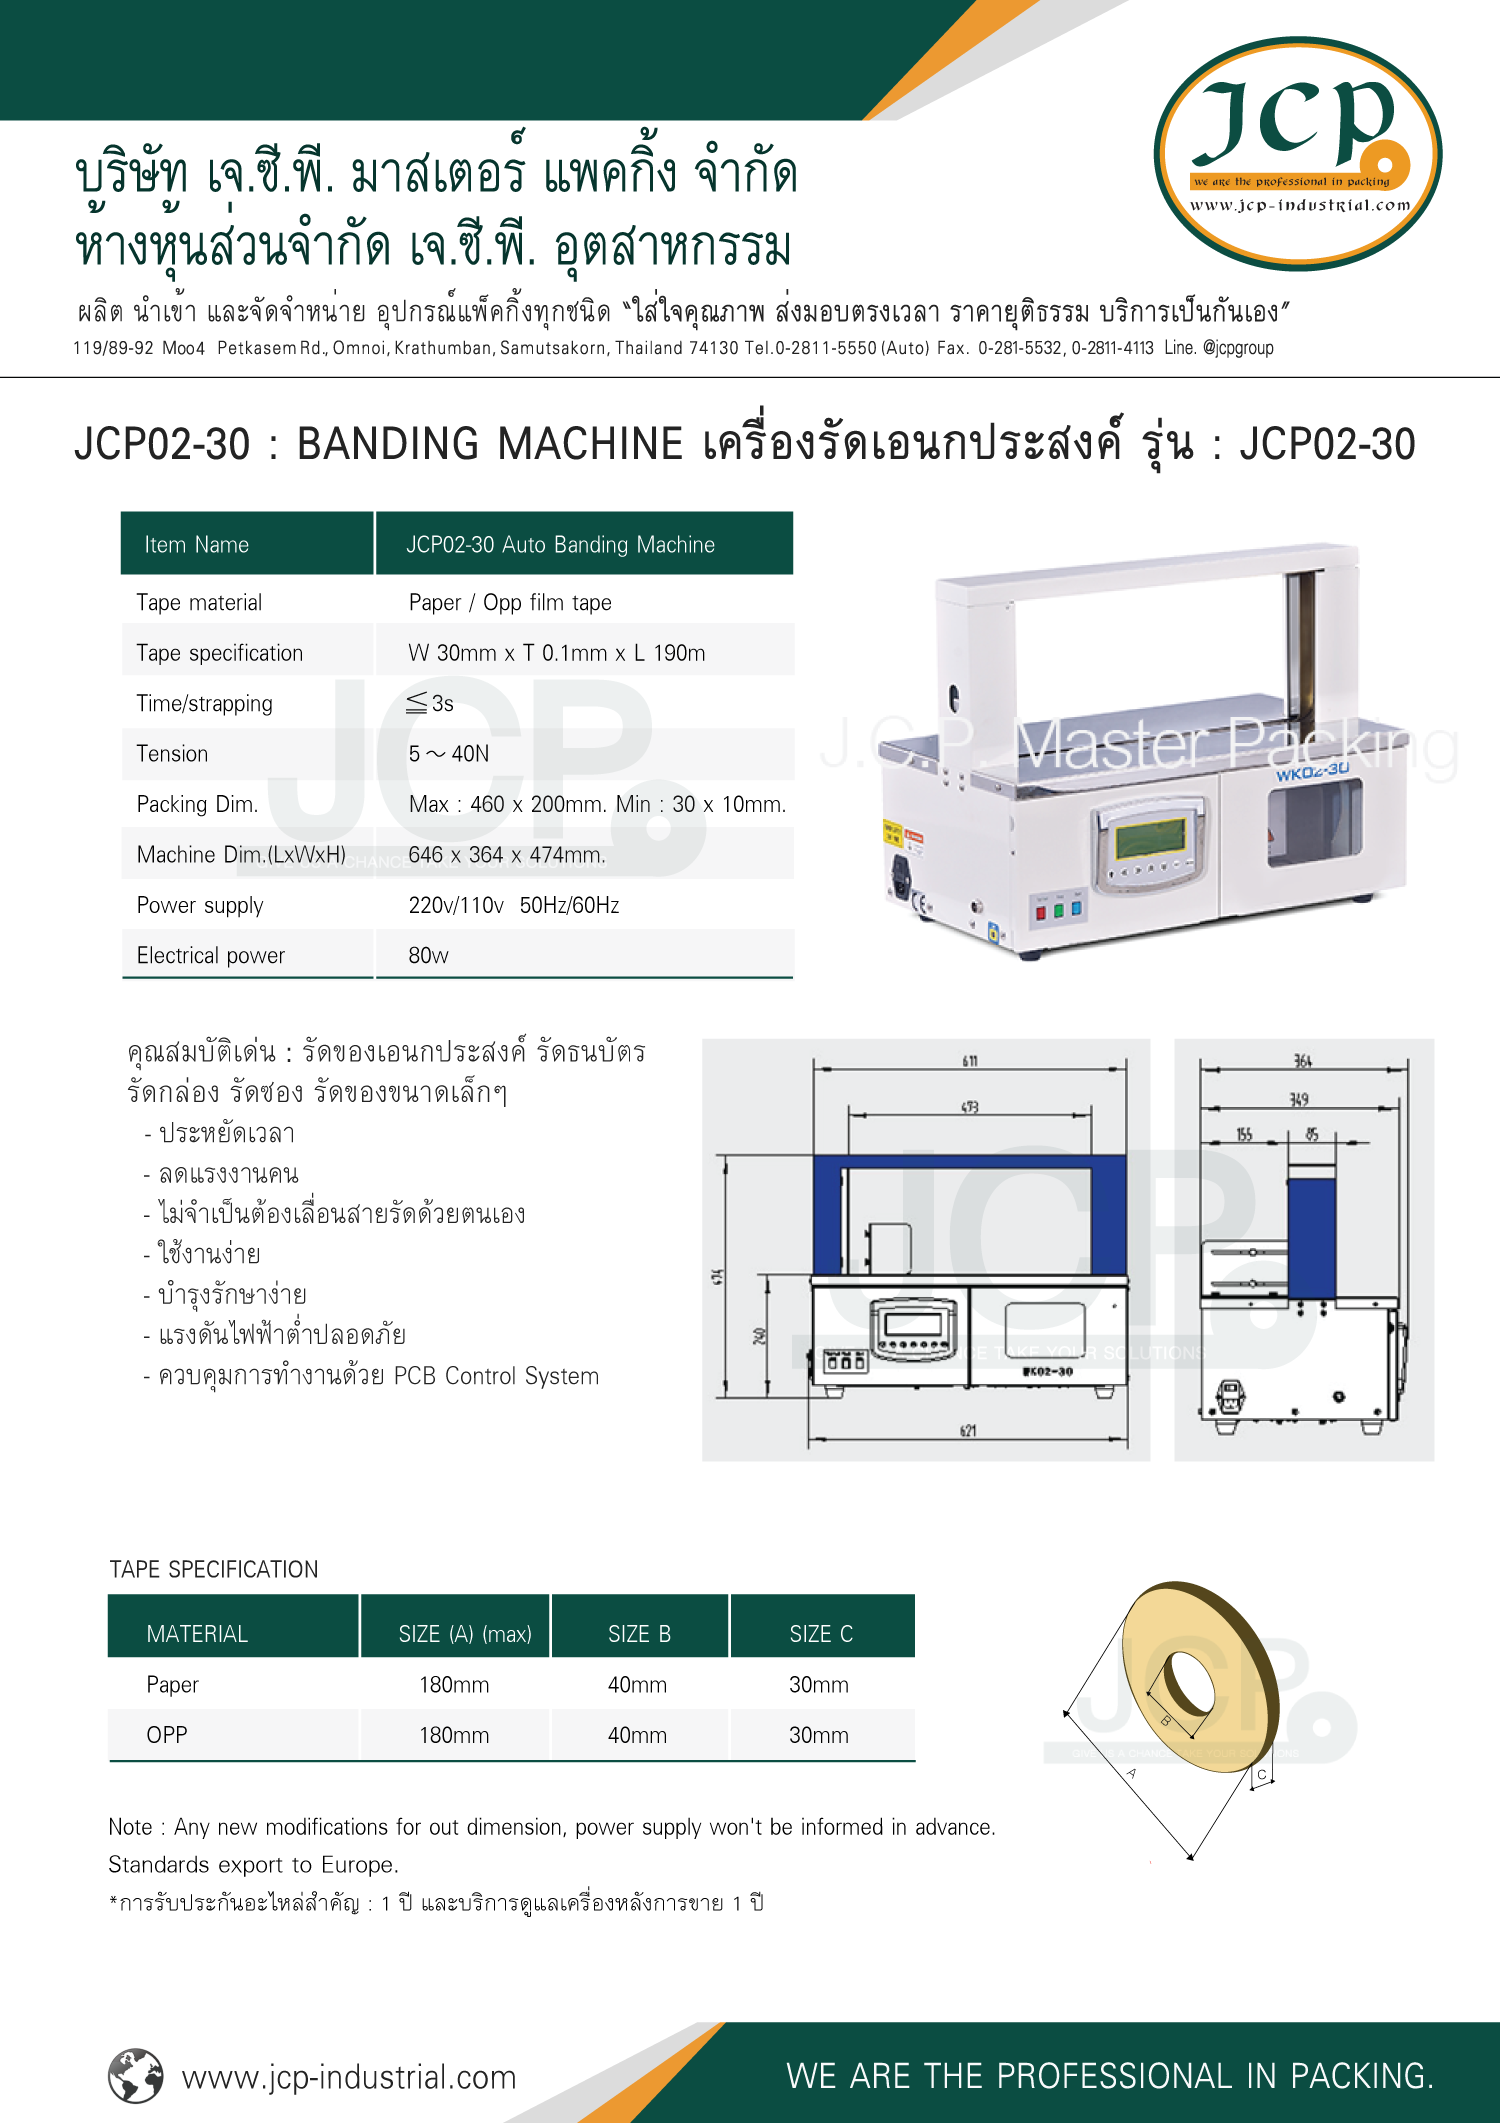 JCP
we are the professional in packing
www.jcp-industrial.com
บริษัท เจ.ซี.พี. มาสเตอร์ แพคกิ้ง จำกัด
ห้างหุ้นส่วนจำกัด เจ.ซี.พี. อุตสาหกรรม
ผลิต นำเข้า และจัดจำหน่าย อุปกรณ์แพ็คกิ้งทุกชนิด “ใส่ใจคุณภาพ ส่งมอบตรงเวลา ราคายุติธรรม บริการเป็นกันเอง”
119/89-92 Moo4 Petkasem Rd., Omnoi, Krathumban, Samutsakorn, Thailand 74130 Tel.0-2811-5550 (Auto) Fax. 0-281-5532, 0-2811-4113 Line. @jcpgroup
JCP02-30 : BANDING MACHINE เครื่องรัดเอนกประสงค์ รุ่น : JCP02-30
Item Name JCP02-30 Auto Banding Machine
Tape material Paper / Opp film tape
Tape specification W 30mm x T 0.1mm x L 190m
Time/strapping ≦ 3s
Tension 5 ～ 40N
Packing Dim. Max : 460 x 200mm. Min : 30 x 10mm.
Machine Dim.(LxWxH) 646 x 364 x 474mm.
Power supply 220v/110v 50Hz/60Hz
Electrical power 80w
J.C.P. Master Packing
WK02-30
CE
คุณสมบัติเด่น : รัดของเอนกประสงค์ รัดธนบัตร
รัดกล่อง รัดซอง รัดของขนาดเล็กๆ
- ประหยัดเวลา
- ลดแรงงานคน
- ไม่จำเป็นต้องเลื่อนสายรัดด้วยตนเอง
- ใช้งานง่าย
- บำรุงรักษาง่าย
- แรงดันไฟฟ้าต่ำปลอดภัย
- ควบคุมการทำงานด้วย PCB Control System
611
473
474
240
WK02-30
621
364
349
155 85
JCP
TAKE YOUR SOLUTIONS
TAPE SPECIFICATION
MATERIAL SIZE (A) (max) SIZE B SIZE C
Paper 180mm 40mm 30mm
OPP 180mm 40mm 30mm
B
A
C
Note : Any new modifications for out dimension, power supply won't be informed in advance.
Standards export to Europe.
*การรับประกันอะไหล่สำคัญ : 1 ปี และบริการดูแลเครื่องหลังการขาย 1 ปี
www.jcp-industrial.com
WE ARE THE PROFESSIONAL IN PACKING.